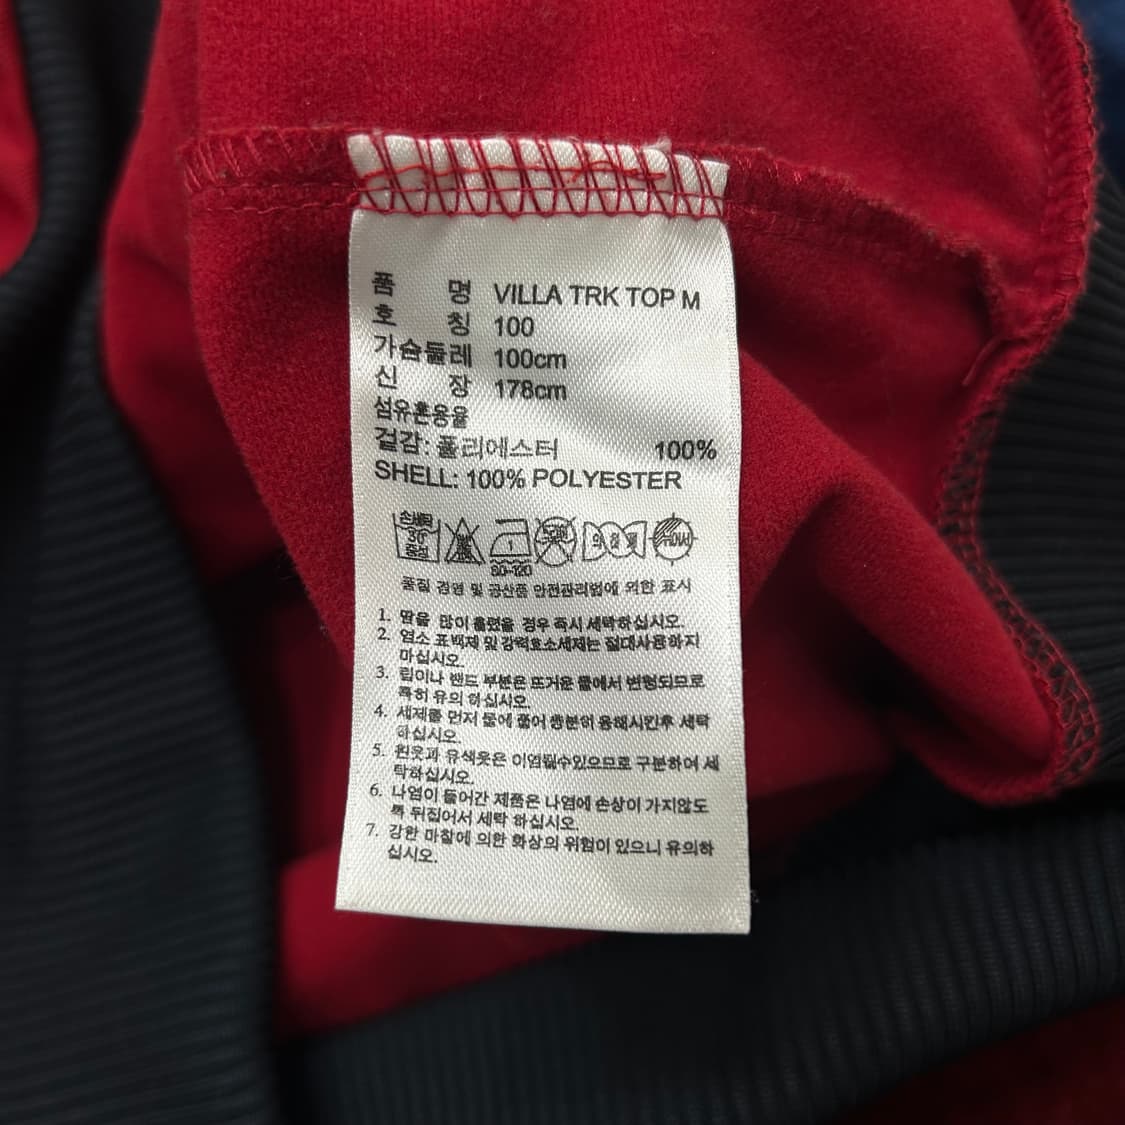 품 명 VILLA TRK TOP M
호 칭 100
가슴둘레 100cm
신 장 178cm
섬유혼용율
겉감: 폴리에스터 100%
SHELL: 100% POLYESTER
손세탁 30° 중성
1
80~120
품질 경영 및 공산품 안전관리법에 의한 표시
1. 땀을 많이 흘렸을 경우 즉시 세탁하십시오.
2. 염소 표백제 및 강력효소세제는 절대사용하지
마십시오.
3. 립이나 밴드 부분은 뜨거운 물에서 변형되므로
특히 유의 하십시오.
4. 세제를 먼저 물에 풀어 충분히 용해시킨후 세탁
하십시오.
5. 흰옷과 유색옷은 이염될수있으므로 구분하여 세
탁하십시오.
6. 나염이 들어간 제품은 나염에 손상이 가지않도
록 뒤집어서 세탁 하십시오.
7. 강한 마찰에 의한 화상의 위험이 있으니 유의하
십시오.